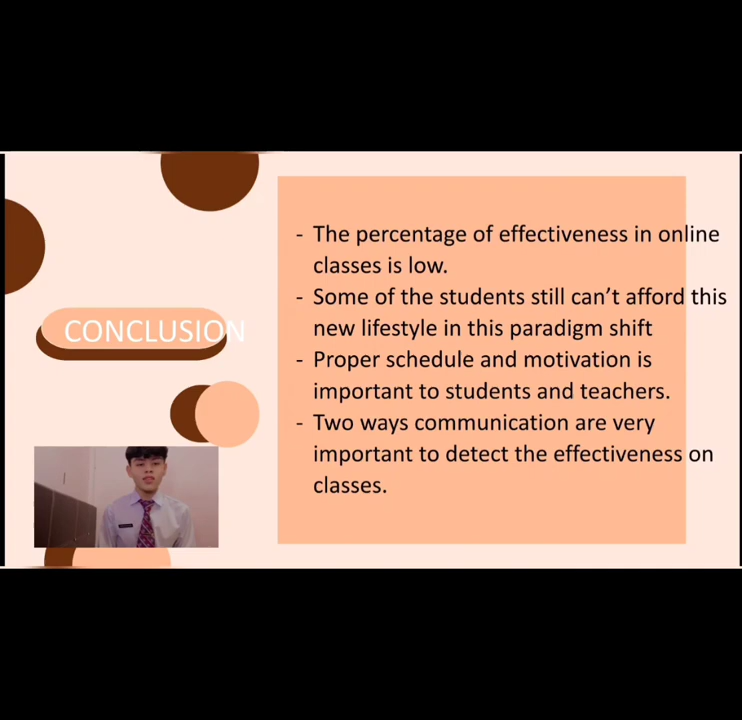 CONCLUSION
- The percentage of effectiveness in online
classes is low.
- Some of the students still can't afford this
new lifestyle in this paradigm shift
- Proper schedule and motivation is
important to students and teachers.
- Two ways communication are very
important to detect the effectiveness on
classes.